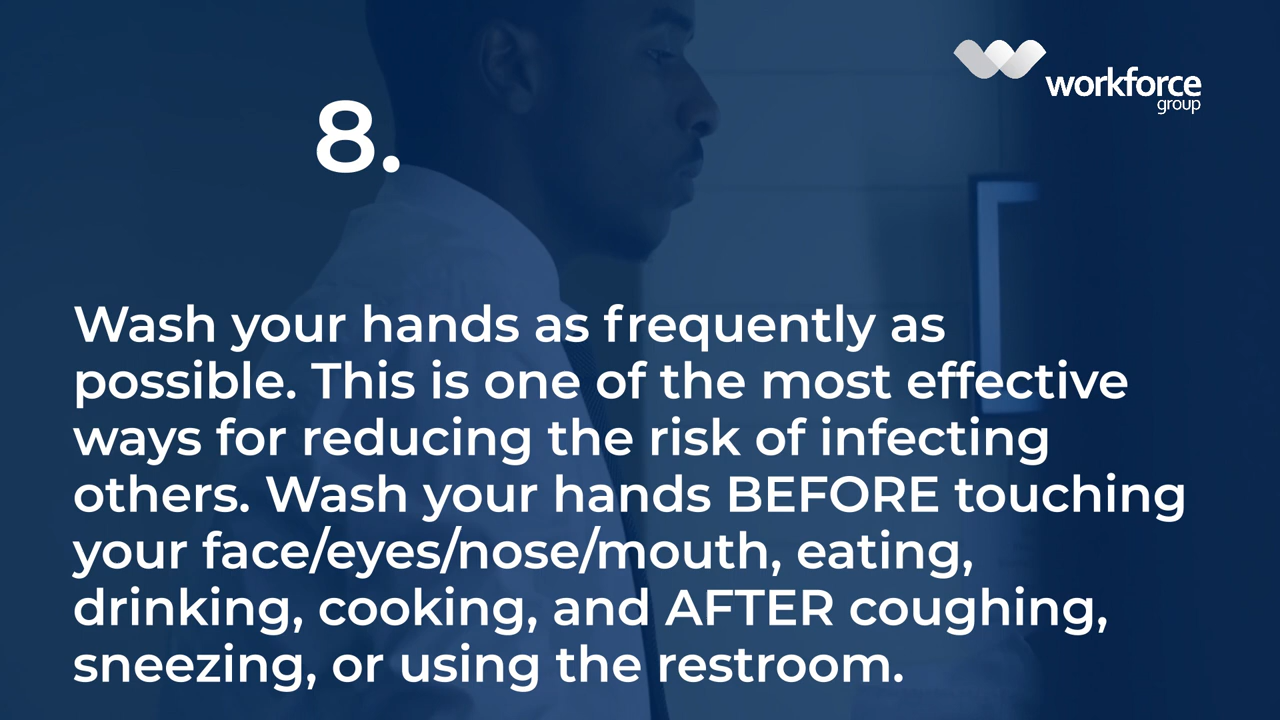 workforce
group
8.
Wash your hands as frequently as
possible. This is one of the most effective
ways for reducing the risk of infecting
others. Wash your hands BEFORE touching
your face/eyes/nose/mouth, eating,
drinking, cooking, and AFTER coughing,
sneezing, or using the restroom.